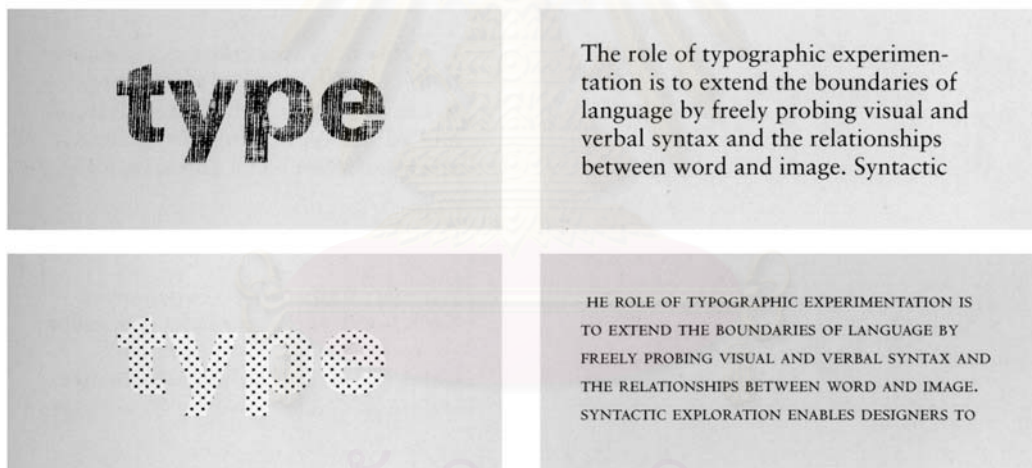 type
The role of typographic experimen-
tation is to extend the boundaries of
language by freely probing visual and
verbal syntax and the relationships
between word and image. Syntactic
type
HE ROLE OF TYPOGRAPHIC EXPERIMENTATION IS
TO EXTEND THE BOUNDARIES OF LANGUAGE BY
FREELY PROBING VISUAL AND VERBAL SYNTAX AND
THE RELATIONSHIPS BETWEEN WORD AND IMAGE.
SYNTACTIC EXPLORATION ENABLES DESIGNERS TO